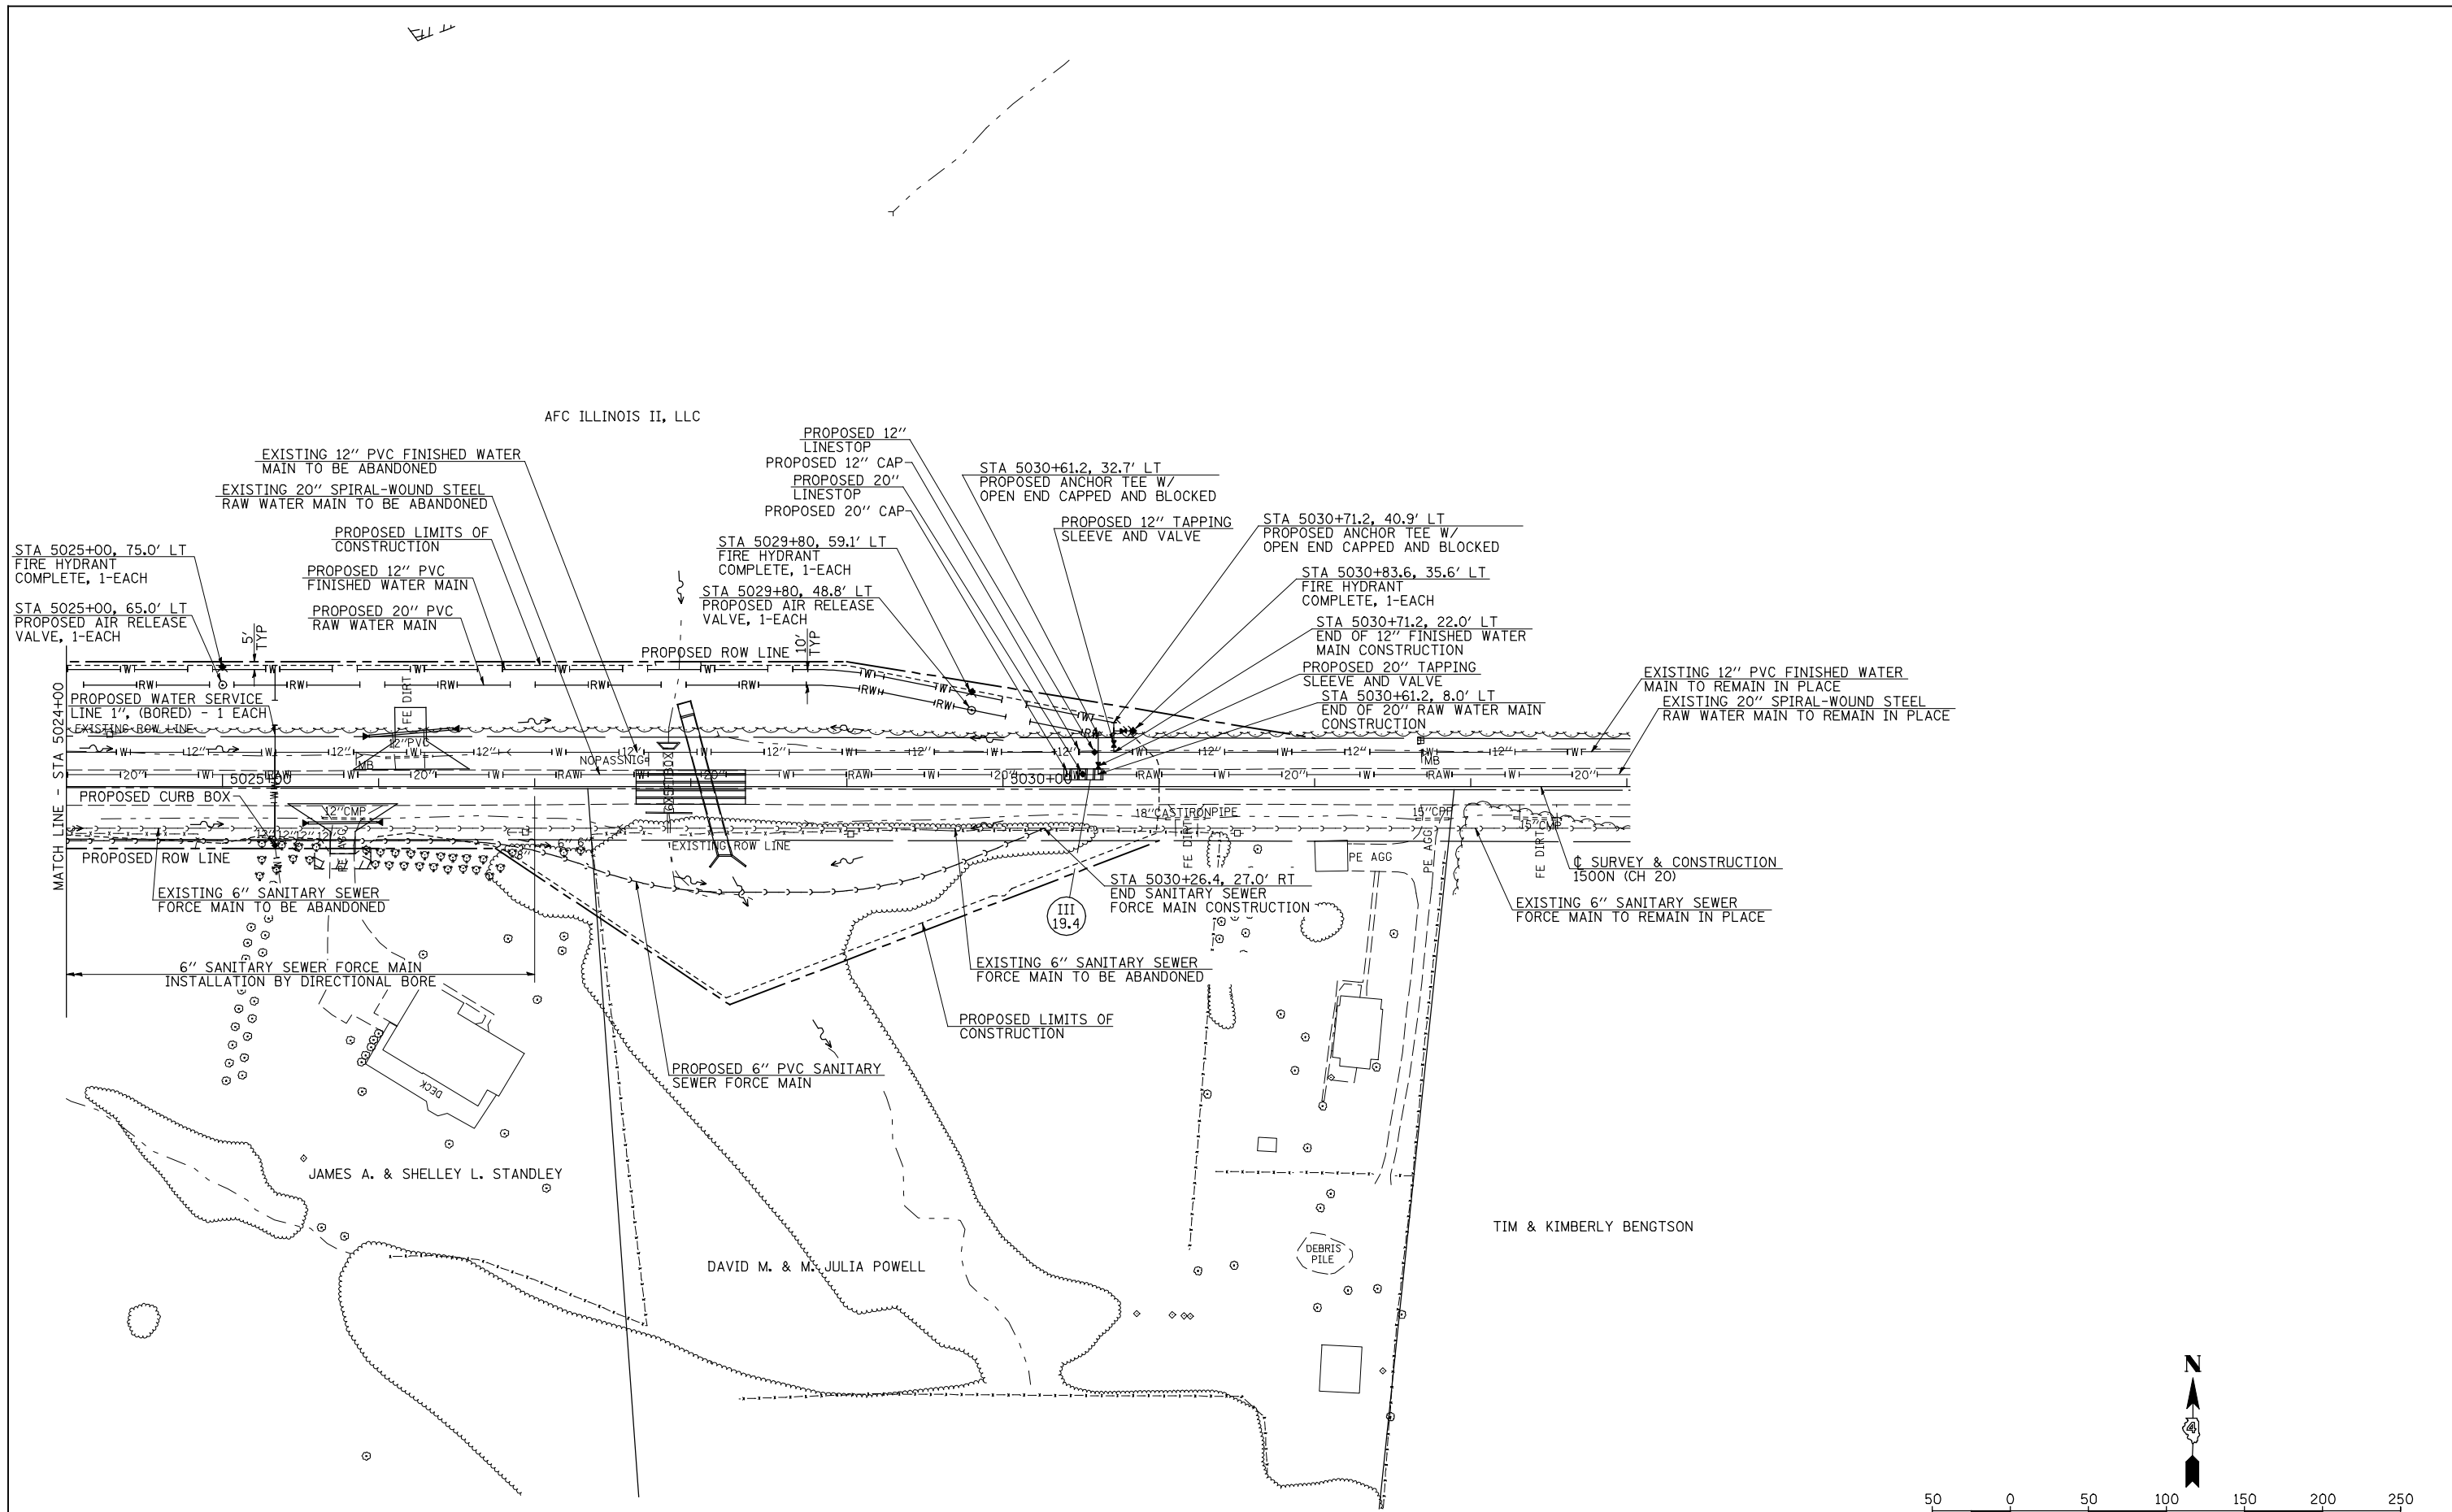 AFC ILLINOIS II, LLC
EXISTING 12" PVC FINISHED WATER
MAIN TO BE ABANDONED
EXISTING 20" SPIRAL-WOUND STEEL
RAW WATER MAIN TO BE ABANDONED
PROPOSED LIMITS OF
CONSTRUCTION
PROPOSED 12" PVC
FINISHED WATER MAIN
PROPOSED 20" PVC
RAW WATER MAIN
STA 5025+00, 75.0' LT
FIRE HYDRANT
COMPLETE, 1-EACH
STA 5025+00, 65.0' LT
PROPOSED AIR RELEASE
VALVE, 1-EACH
5'
TYP
PROPOSED 12"
LINESTOP
PROPOSED 12" CAP
PROPOSED 20"
LINESTOP
PROPOSED 20" CAP
STA 5029+80, 59.1' LT
FIRE HYDRANT
COMPLETE, 1-EACH
STA 5029+80, 48.8' LT
PROPOSED AIR RELEASE
VALVE, 1-EACH
10'
TYP
STA 5030+61.2, 32.7' LT
PROPOSED ANCHOR TEE W/
OPEN END CAPPED AND BLOCKED
PROPOSED 12" TAPPING
SLEEVE AND VALVE
STA 5030+71.2, 40.9' LT
PROPOSED ANCHOR TEE W/
OPEN END CAPPED AND BLOCKED
STA 5030+83.6, 35.6' LT
FIRE HYDRANT
COMPLETE, 1-EACH
STA 5030+71.2, 22.0' LT
END OF 12" FINISHED WATER
MAIN CONSTRUCTION
PROPOSED 20" TAPPING
SLEEVE AND VALVE
STA 5030+61.2, 8.0' LT
END OF 20" RAW WATER MAIN
CONSTRUCTION
EXISTING 12" PVC FINISHED WATER
MAIN TO REMAIN IN PLACE
EXISTING 20" SPIRAL-WOUND STEEL
RAW WATER MAIN TO REMAIN IN PLACE
PROPOSED ROW LINE
MATCH LINE - STA 5024+00
PROPOSED WATER SERVICE
LINE 1", (BORED) - 1 EACH
EXISTING ROW LINE
FE DIRT
12"PVC
MB
NOPASSNIG
MB
5025+00
5030+00
PROPOSED CURB BOX
12"CMP
18"CASTIRONPIPE
15"CPP
15"CMP
PROPOSED ROW LINE
EXISTING ROW LINE
FE DIRT
PE AGG
PE AGG
FE DIRT
℄ SURVEY & CONSTRUCTION
1500N (CH 20)
EXISTING 6" SANITARY SEWER
FORCE MAIN TO BE ABANDONED
STA 5030+26.4, 27.0' RT
END SANITARY SEWER
FORCE MAIN CONSTRUCTION
III
19.4
EXISTING 6" SANITARY SEWER
FORCE MAIN TO REMAIN IN PLACE
6" SANITARY SEWER FORCE MAIN
INSTALLATION BY DIRECTIONAL BORE
EXISTING 6" SANITARY SEWER
FORCE MAIN TO BE ABANDONED
PROPOSED LIMITS OF
CONSTRUCTION
PROPOSED 6" PVC SANITARY
SEWER FORCE MAIN
DECK
JAMES A. & SHELLEY L. STANDLEY
DAVID M. & M. JULIA POWELL
TIM & KIMBERLY BENGTSON
DEBRIS
PILE
N
4
50 0 50 100 150 200 250